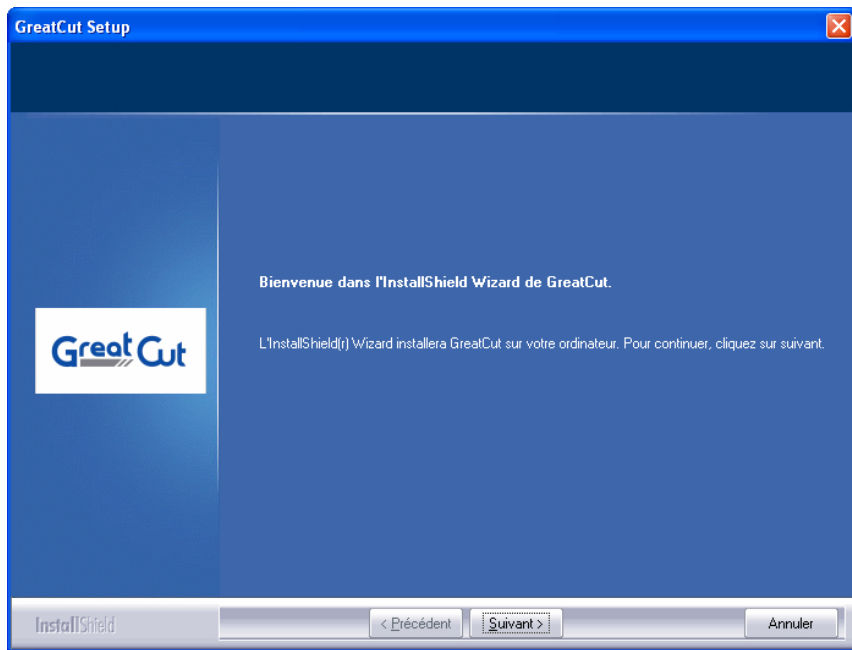 GreatCut Setup
Bienvenue dans l'InstallShield Wizard de GreatCut.
Great Cut
L'InstallShield(r) Wizard installera GreatCut sur votre ordinateur. Pour continuer, cliquez sur suivant.
InstallShield
< Précédent
Suivant >
Annuler